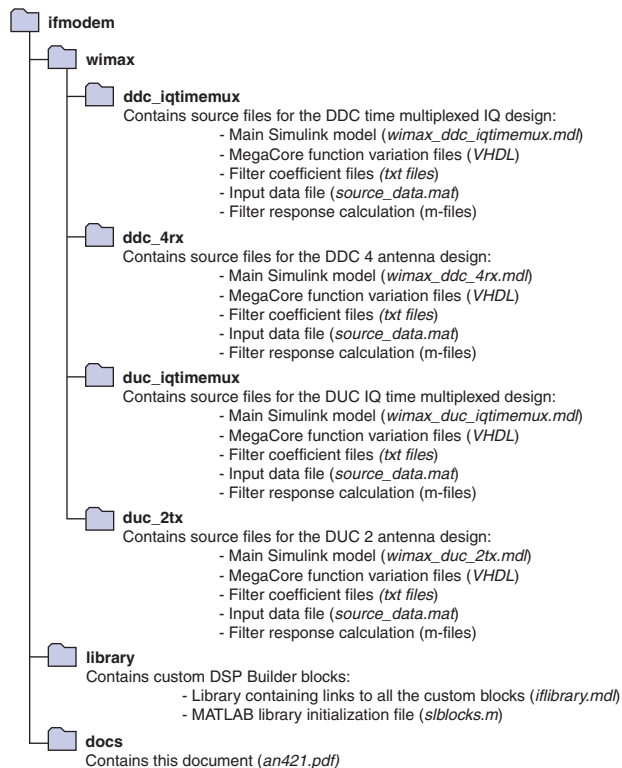 ifmodem
wimax
ddc_iqtimemux
Contains source files for the DDC time multiplexed IQ design:
- Main Simulink model (wimax_ddc_iqtimemux.mdl)
- MegaCore function variation files (VHDL)
- Filter coefficient files (txt files)
- Input data file (source_data.mat)
- Filter response calculation (m-files)
ddc_4rx
Contains source files for the DDC 4 antenna design:
- Main Simulink model (wimax_ddc_4rx.mdl)
- MegaCore function variation files (VHDL)
- Filter coefficient files (txt files)
- Input data file (source_data.mat)
- Filter response calculation (m-files)
duc_iqtimemux
Contains source files for the DUC IQ time multiplexed design:
- Main Simulink model (wimax_duc_iqtimemux.mdl)
- MegaCore function variation files (VHDL)
- Filter coefficient files (txt files)
- Input data file (source_data.mat)
- Filter response calculation (m-files)
duc_2tx
Contains source files for the DUC 2 antenna design:
- Main Simulink model (wimax_duc_2tx.mdl)
- MegaCore function variation files (VHDL)
- Filter coefficient files (txt files)
- Input data file (source_data.mat)
- Filter response calculation (m-files)
library
Contains custom DSP Builder blocks:
- Library containing links to all the custom blocks (iflibrary.mdl)
- MATLAB library initialization file (slblocks.m)
docs
Contains this document (an421.pdf)